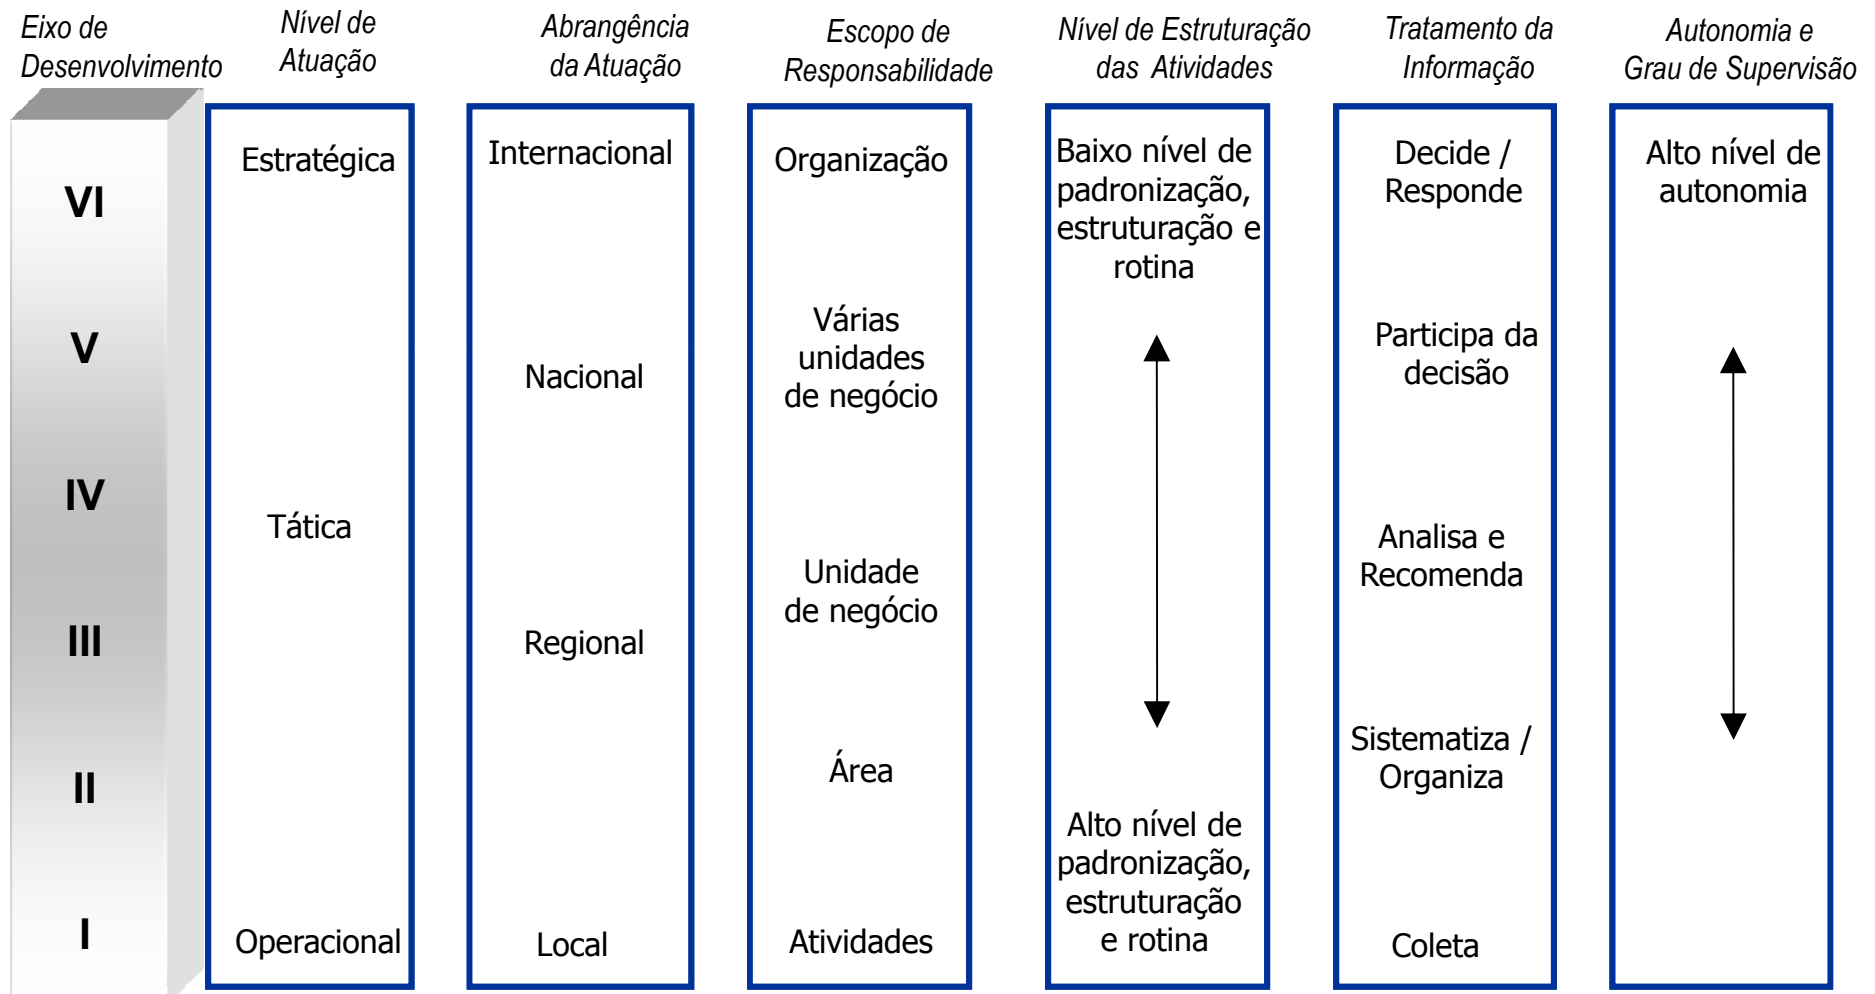 Eixo de
Desenvolvimento
Nível de
Atuação
Abrangência
da Atuação
Escopo de
Responsabilidade
Nível de Estruturação
das Atividades
Tratamento da
Informação
Autonomia e
Grau de Supervisão
VI
V
IV
III
II
I
Estratégica
Tática
Operacional
Internacional
Nacional
Regional
Local
Organização
Várias
unidades
de negócio
Unidade
de negócio
Área
Atividades
Baixo nível de
padronização,
estruturação e
rotina
Alto nível de
padronização,
estruturação
e rotina
Decide /
Responde
Participa da
decisão
Analisa e
Recomenda
Sistematiza /
Organiza
Coleta
Alto nível de
autonomia